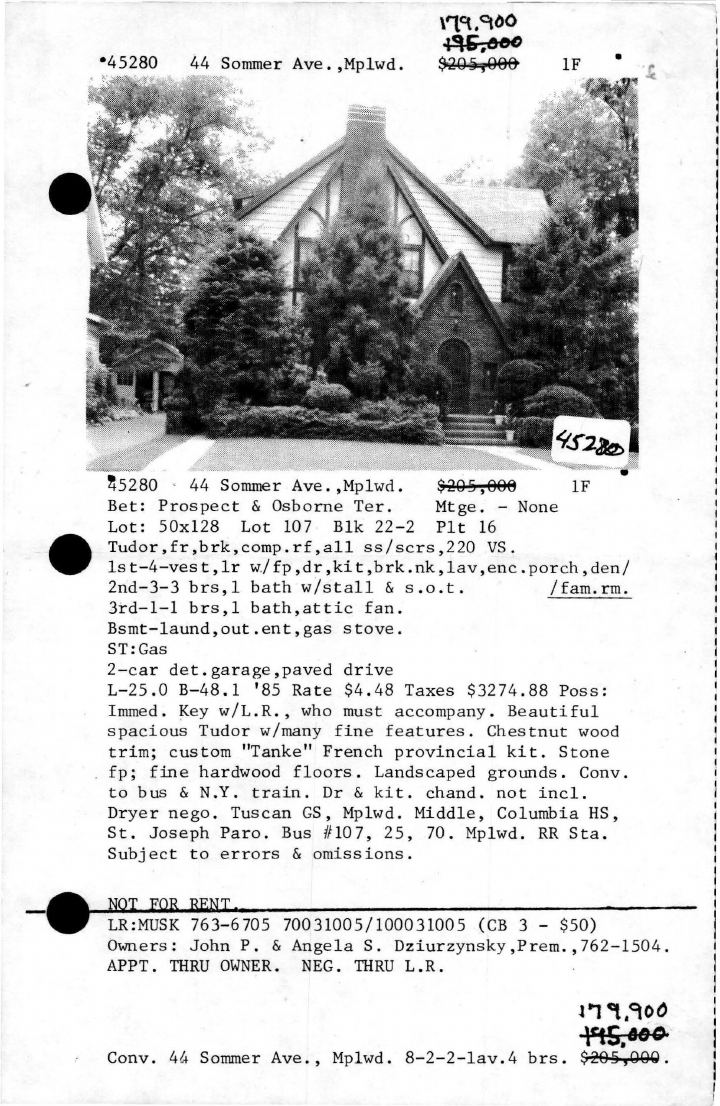 179,900
195,000
45280 44 Sommer Ave.,Mplwd. $205,000 1F
45280
45280 44 Sommer Ave.,Mplwd. $205,000 1F
Bet: Prospect & Osborne Ter. Mtge. - None
Lot: 50x128 Lot 107 Blk 22-2 Plt 16
Tudor,fr,brk,comp.rf,all ss/scrs,220 VS.
1st-4-vest,lr w/fp,dr,kit,brk.nk,lav,enc.porch,den/
2nd-3-3 brs,1 bath w/stall & s.o.t. /fam.rm.
3rd-1-1 brs,1 bath,attic fan.
Bsmt-laund,out.ent,gas stove.
ST:Gas
2-car det.garage,paved drive
L-25.0 B-48.1 '85 Rate $4.48 Taxes $3274.88 Poss:
Immed. Key w/L.R., who must accompany. Beautiful
spacious Tudor w/many fine features. Chestnut wood
trim; custom "Tanke" French provincial kit. Stone
fp; fine hardwood floors. Landscaped grounds. Conv.
to bus & N.Y. train. Dr & kit. chand. not incl.
Dryer nego. Tuscan GS, Mplwd. Middle, Columbia HS,
St. Joseph Paro. Bus #107, 25, 70. Mplwd. RR Sta.
Subject to errors & omissions.
NOT FOR RENT.
LR:MUSK 763-6705 70031005/100031005 (CB 3 - $50)
Owners: John P. & Angela S. Dziurzynsky,Prem.,762-1504.
APPT. THRU OWNER. NEG. THRU L.R.
179,900
195,000
Conv. 44 Sommer Ave., Mplwd. 8-2-2-lav.4 brs. $205,000.